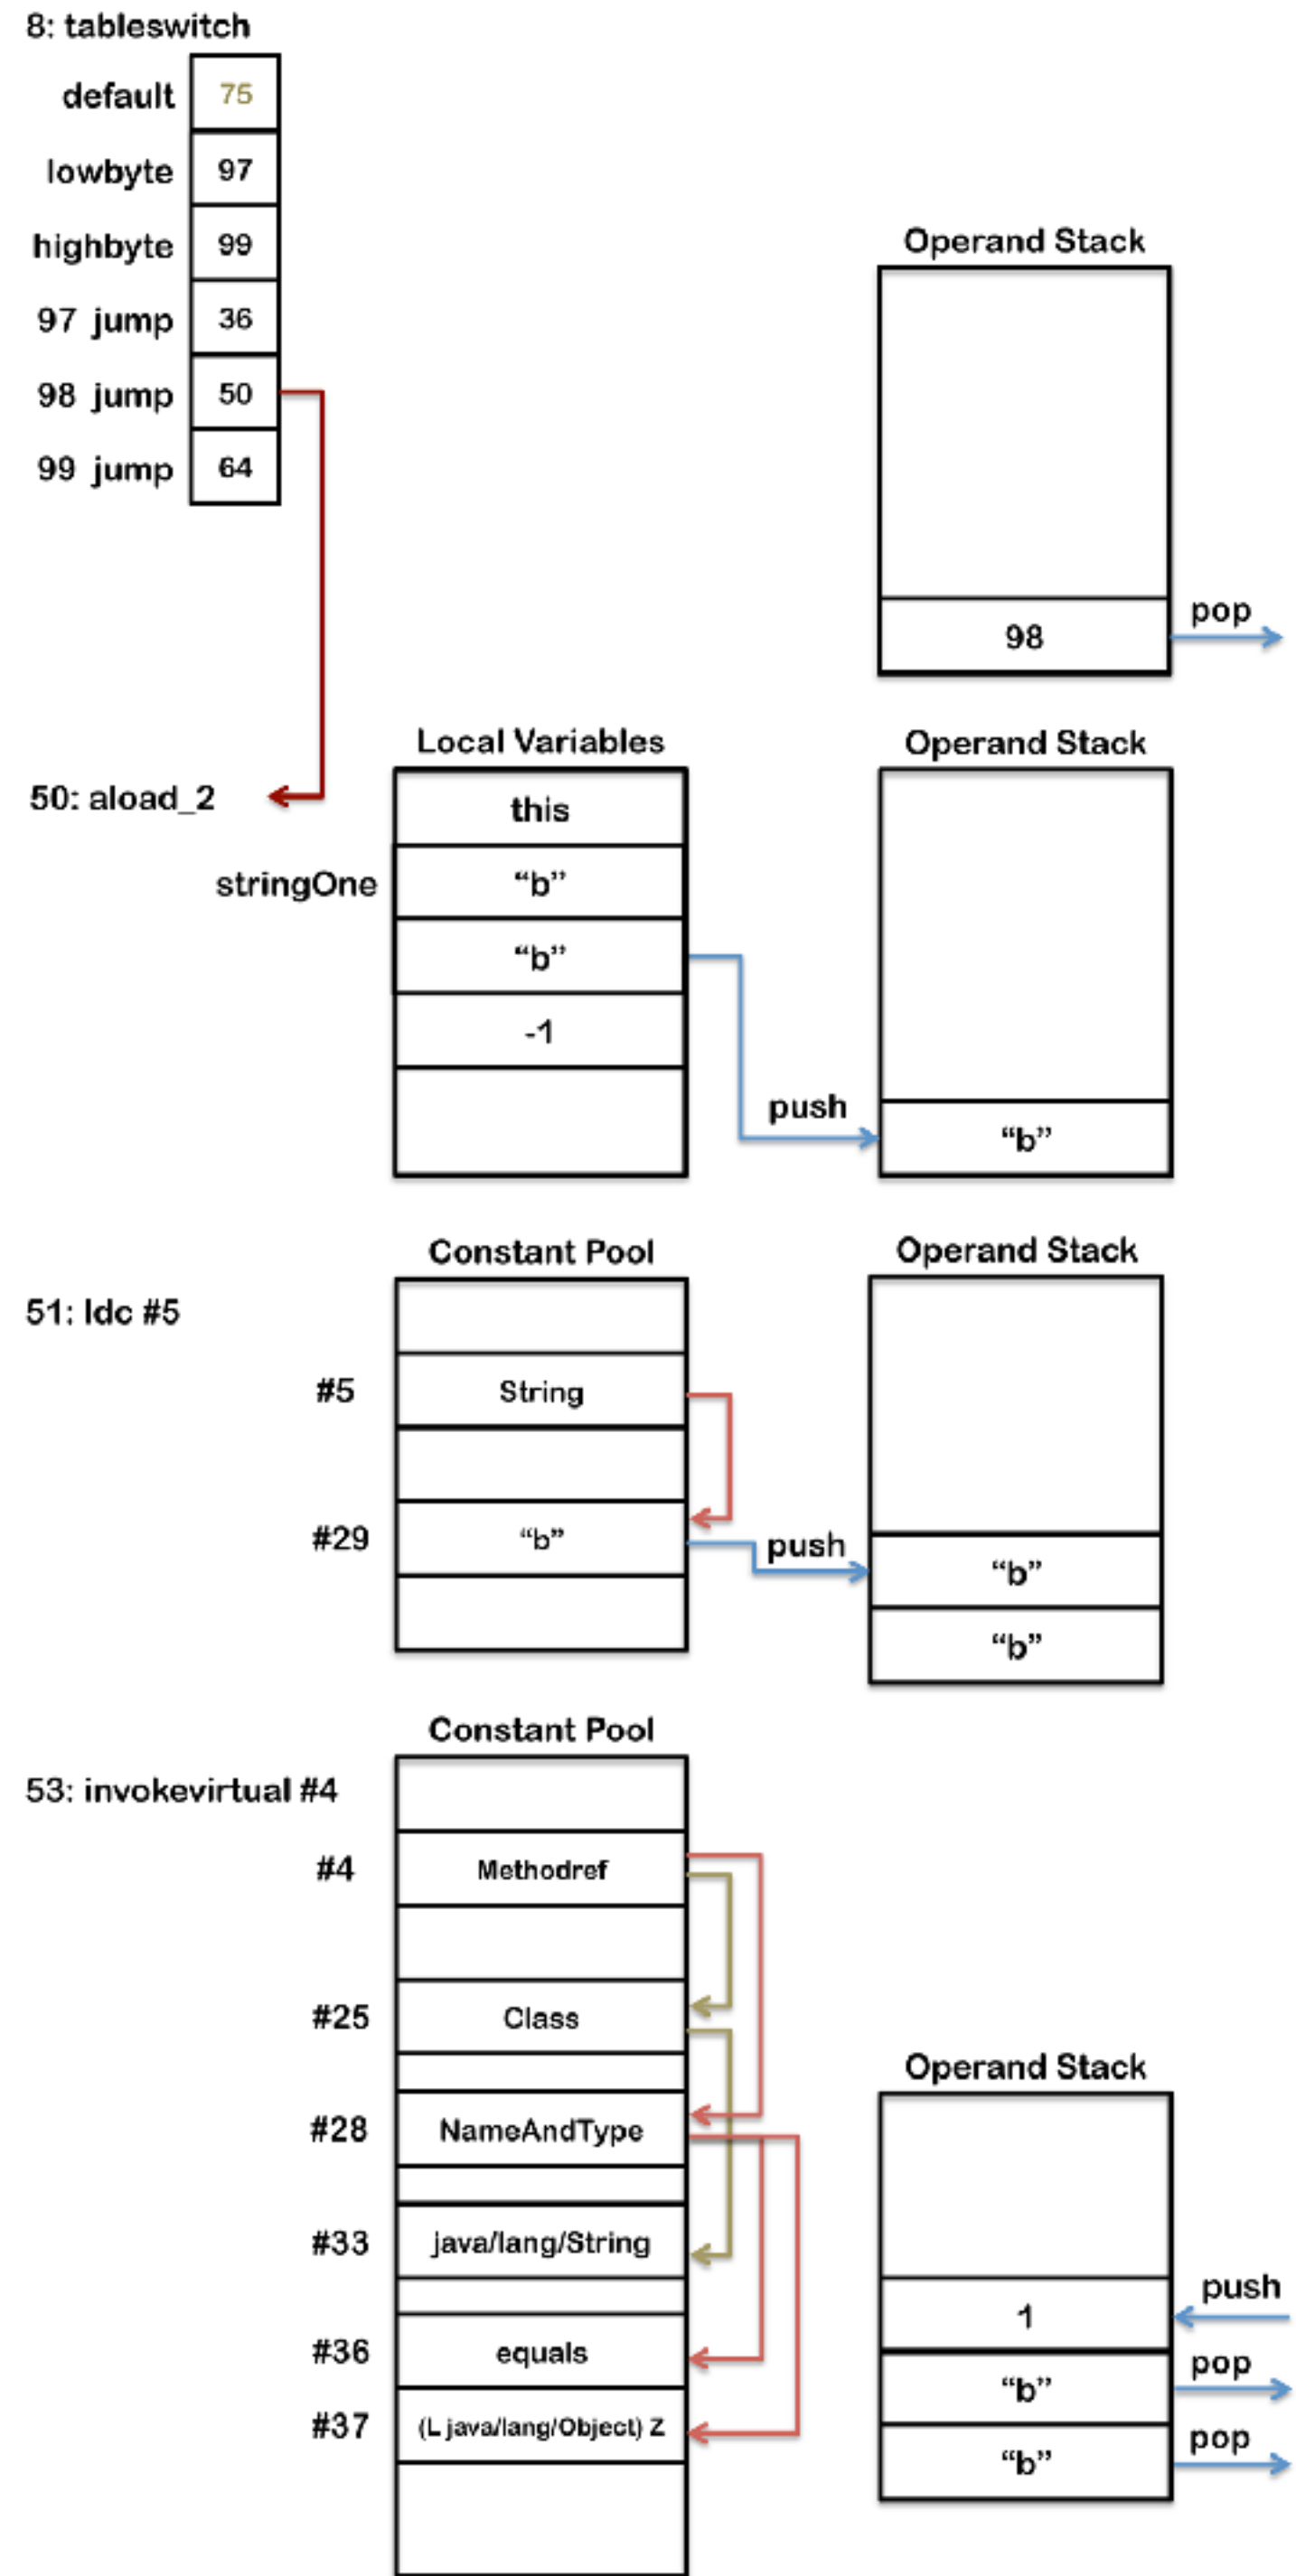 8: tableswitch
default 75
lowbyte 97
highbyte 99
97 jump 36
98 jump 50
99 jump 64
Operand Stack
98
pop
50: aload_2
Local Variables
this
stringOne “b”
“b”
-1
push
Operand Stack
“b”
51: ldc #5
Constant Pool
#5 String
#29 “b”
push
Operand Stack
“b”
“b”
53: invokevirtual #4
Constant Pool
#4 Methodref
#25 Class
#28 NameAndType
#33 java/lang/String
#36 equals
#37 (L java/lang/Object) Z
Operand Stack
1 push
“b” pop
“b” pop